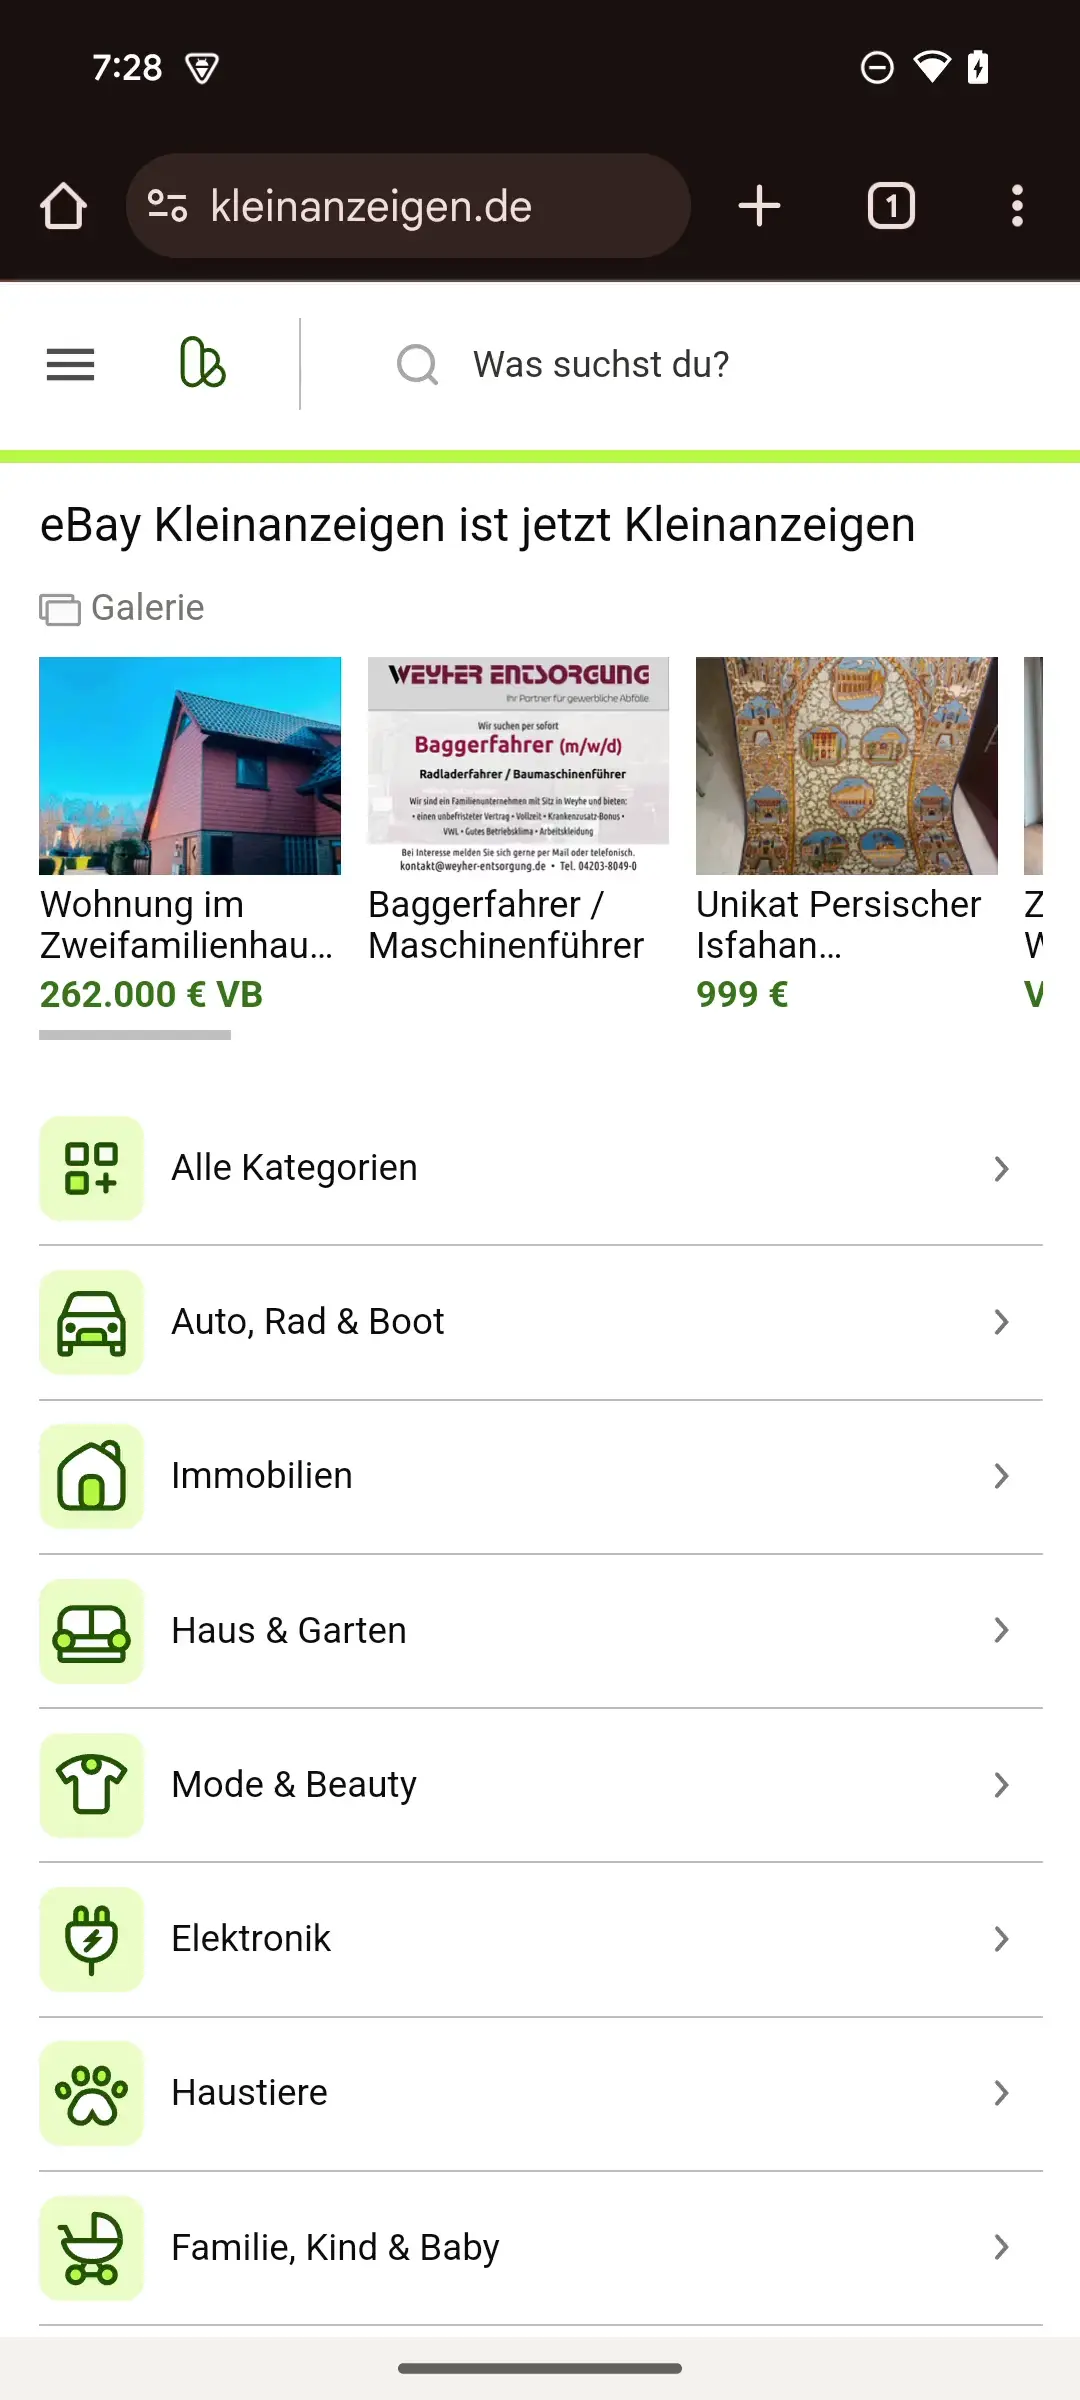 7:28
kleinanzeigen.de
1
Was suchst du?
eBay Kleinanzeigen ist jetzt Kleinanzeigen
Galerie
WEYHER ENTSORGUNG
Ihr Partner für gewerbliche Abfälle
Wir suchen per sofort
Baggerfahrer (m/w/d)
Radladerfahrer / Baumaschinenführer
Wir sind ein Familienunternehmen mit Sitz in Weyhe und bieten:
• einen unbefristeter Vertrag • Vollzeit • Krankenzusatz-Bonus •
VWL • Gutes Betriebsklima • Arbeitskleidung
Bei Interesse melden Sie sich gerne per Mail oder telefonisch.
kontakt@weyher-entsorgung.de • Tel. 04203-8049-0
Wohnung im
Zweifamilienhau...
262.000 € VB
Baggerfahrer /
Maschinenführer
Unikat Persischer
Isfahan...
999 €
Z
W
V
Alle Kategorien
Auto, Rad & Boot
Immobilien
Haus & Garten
Mode & Beauty
Elektronik
Haustiere
Familie, Kind & Baby